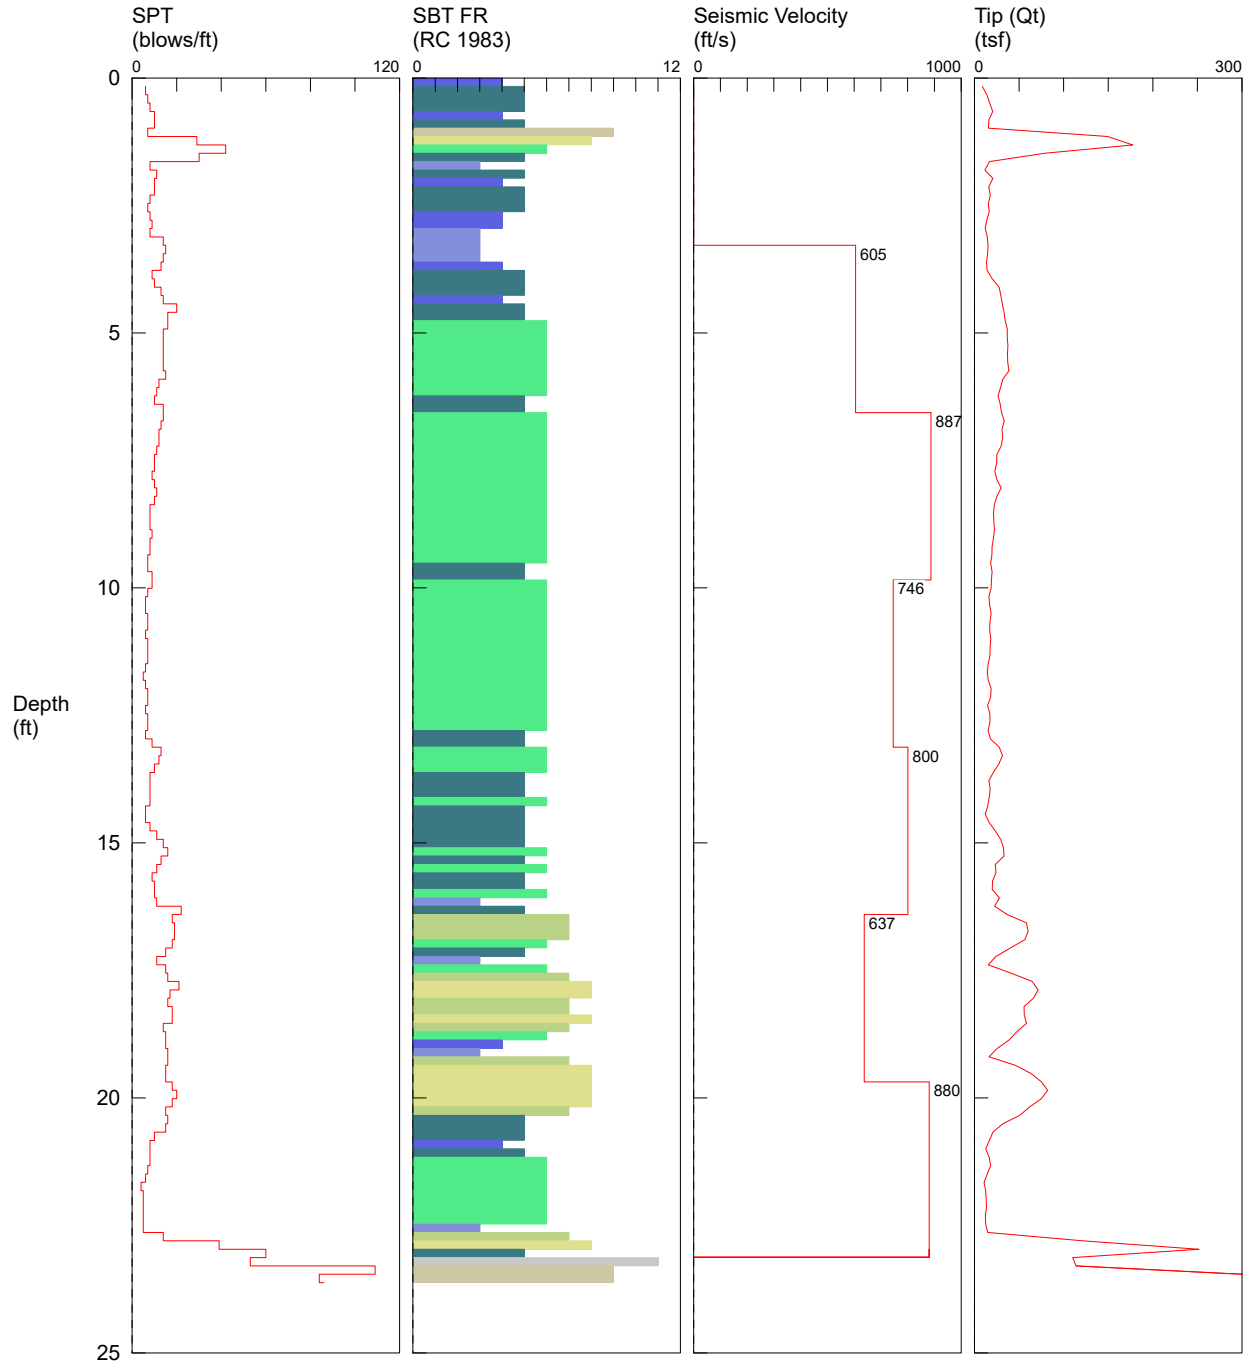 SPT
(blows/ft)
SBT FR
(RC 1983)
Seismic Velocity
(ft/s)
Tip (Qt)
(tsf)
0 120 0 12 0 1000 0 300
0
605
5
887
10
746
Depth
(ft)
800
15
637
20
880
25